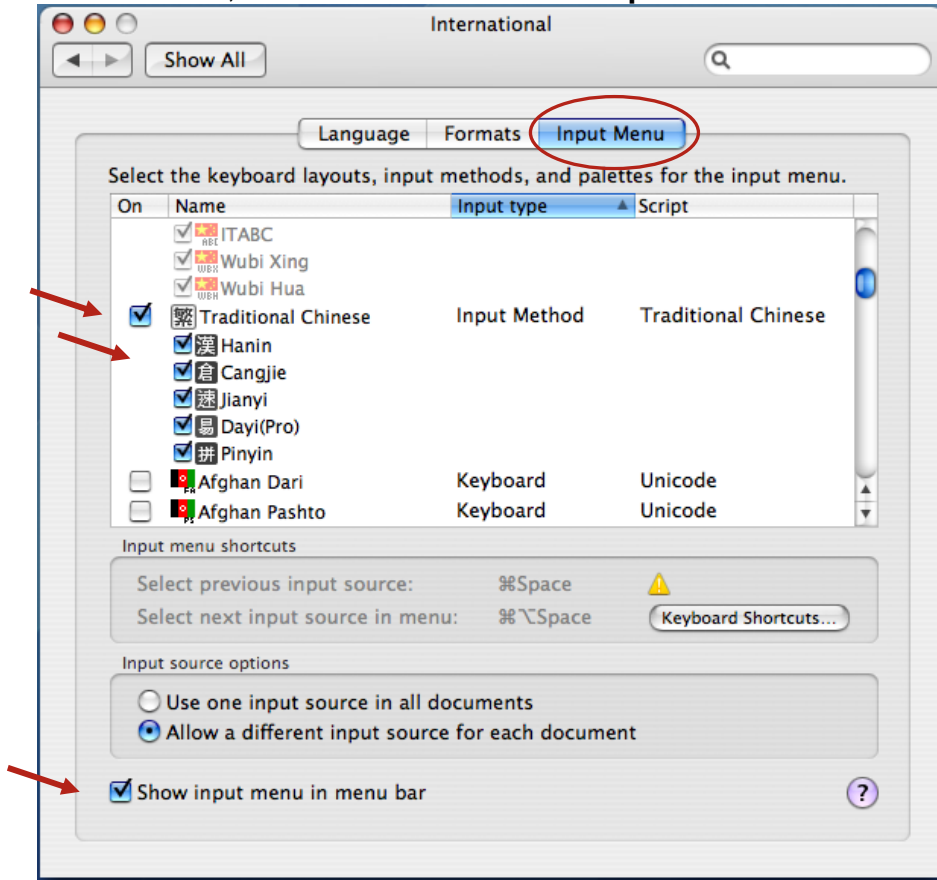 International
Show All
Language Formats Input Menu
Select the keyboard layouts, input methods, and palettes for the input menu.
On Name Input type Script
ABC ITABC
WBX Wubi Xing
WBH Wubi Hua
繁 Traditional Chinese Input Method Traditional Chinese
漢 Hanin
倉 Cangjie
速 Jianyi
易 Dayi(Pro)
拼 Pinyin
FA Afghan Dari Keyboard Unicode
PS Afghan Pashto Keyboard Unicode
Input menu shortcuts
Select previous input source: ⌘Space
Select next input source in menu: ⌘⌥Space Keyboard Shortcuts...
Input source options
Use one input source in all documents
Allow a different input source for each document
Show input menu in menu bar ?